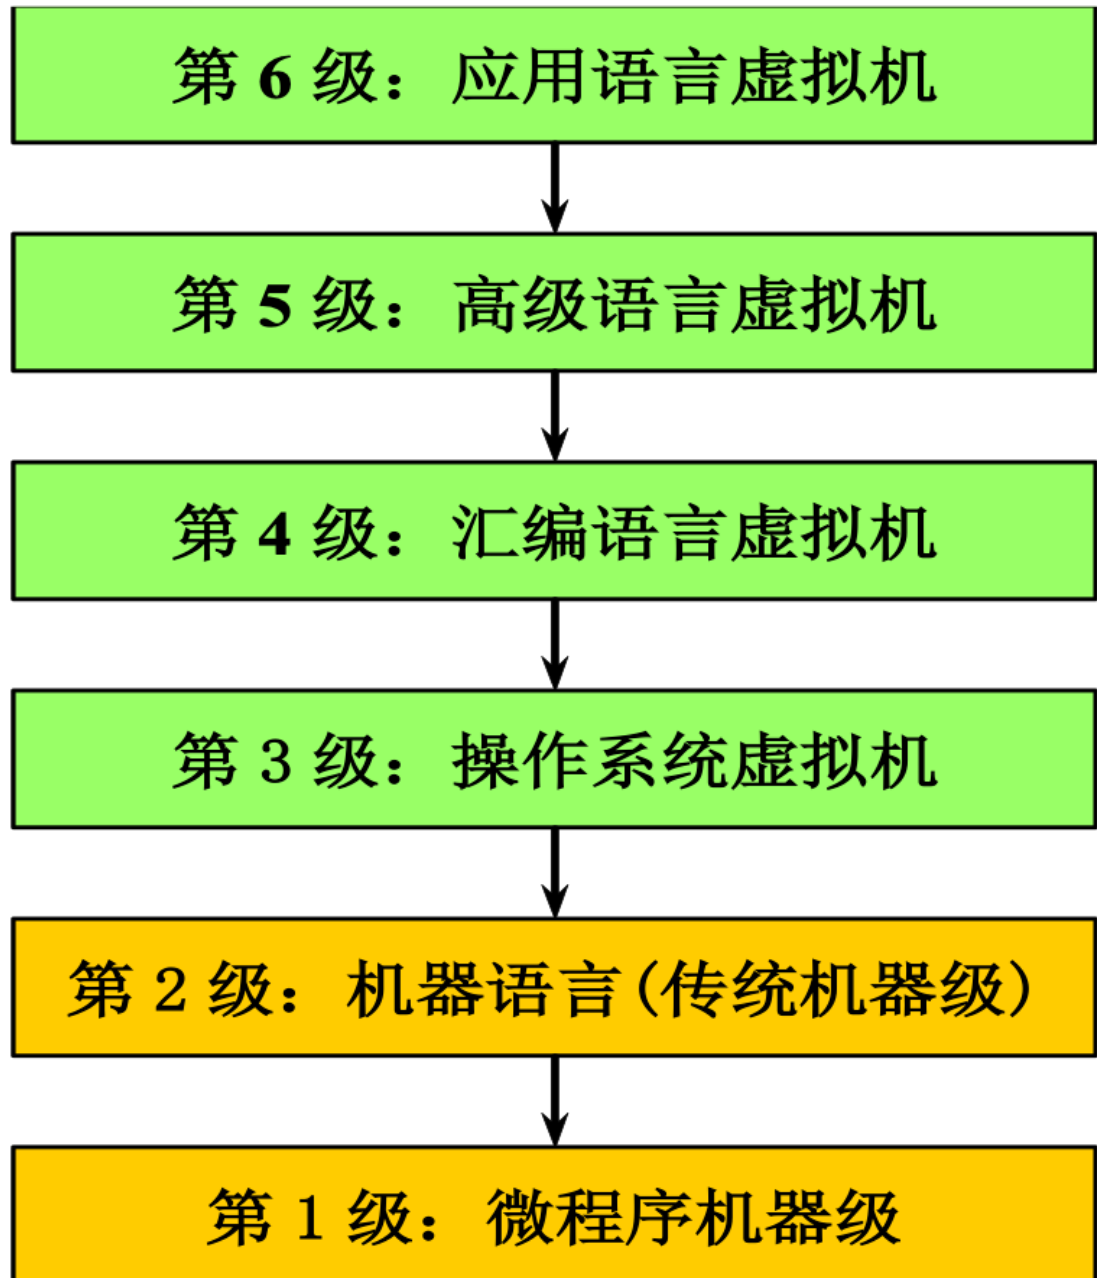 第 6 级：应用语言虚拟机
第 5 级：高级语言虚拟机
第 4 级：汇编语言虚拟机
第 3 级：操作系统虚拟机
第 2 级：机器语言(传统机器级)
第 1 级：微程序机器级